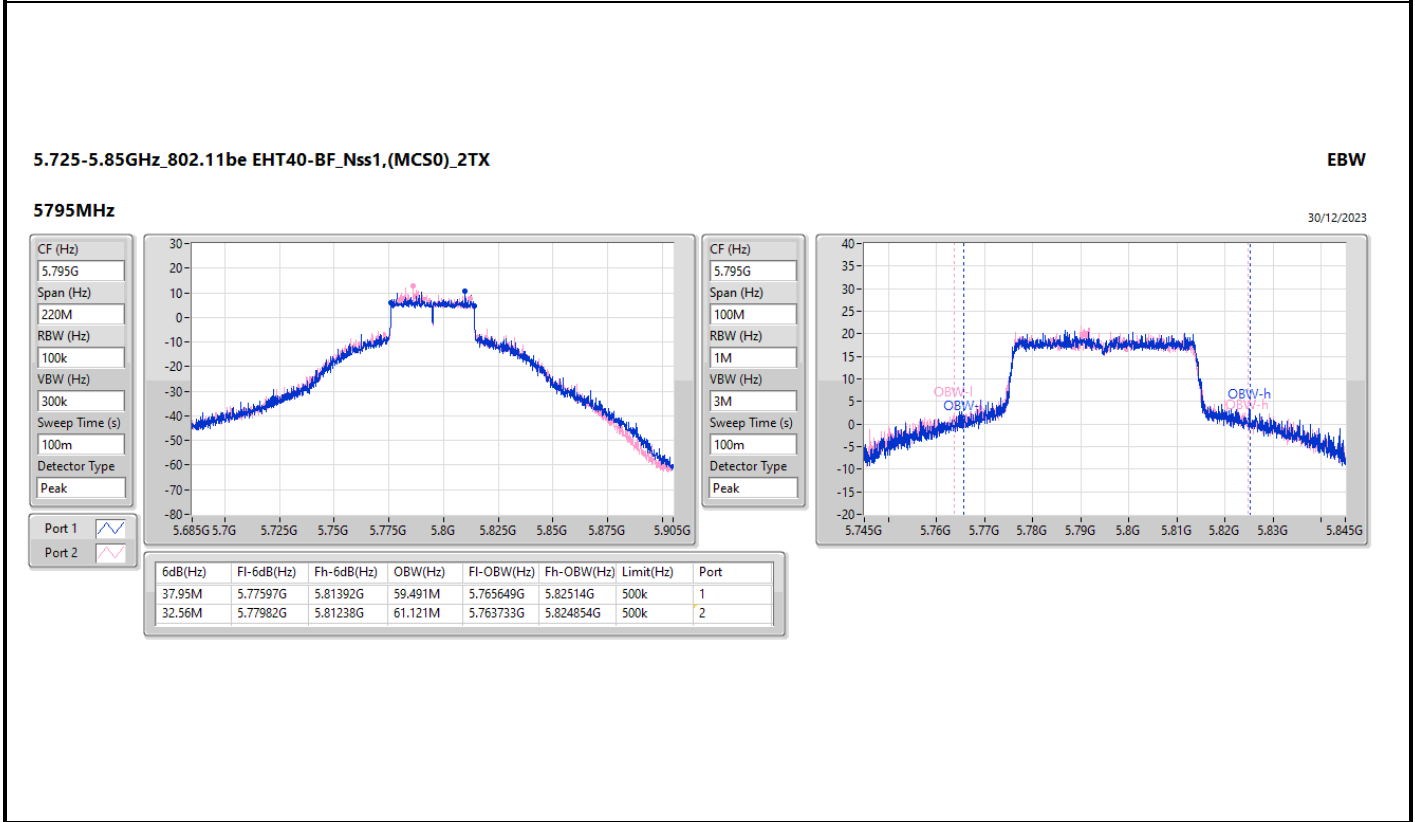 5.725-5.85GHz_802.11be EHT40-BF_Nss1,(MCS0)_2TX
EBW
5795MHz
30/12/2023
CF (Hz)
5.795G
Span (Hz)
220M
RBW (Hz)
100k
VBW (Hz)
300k
Sweep Time (s)
100m
Detector Type
Peak
Port 1
Port 2
30
20
10
0
-10
-20
-30
-40
-50
-60
-70
-80
5.685G 5.7G 5.725G 5.75G 5.775G 5.8G 5.825G 5.85G 5.875G 5.905G
CF (Hz)
5.795G
Span (Hz)
100M
RBW (Hz)
1M
VBW (Hz)
3M
Sweep Time (s)
100m
Detector Type
Peak
40
35
30
25
20
15
10
5
0
-5
-10
-15
-20
OBW-l
OBW-l
OBW-h
OBW-h
5.745G 5.76G 5.77G 5.78G 5.79G 5.8G 5.81G 5.82G 5.83G 5.845G
6dB(Hz) Fl-6dB(Hz) Fh-6dB(Hz) OBW(Hz) Fl-OBW(Hz) Fh-OBW(Hz) Limit(Hz) Port
37.95M 5.77597G 5.81392G 59.491M 5.765649G 5.82514G 500k 1
32.56M 5.77982G 5.81238G 61.121M 5.763733G 5.824854G 500k 2